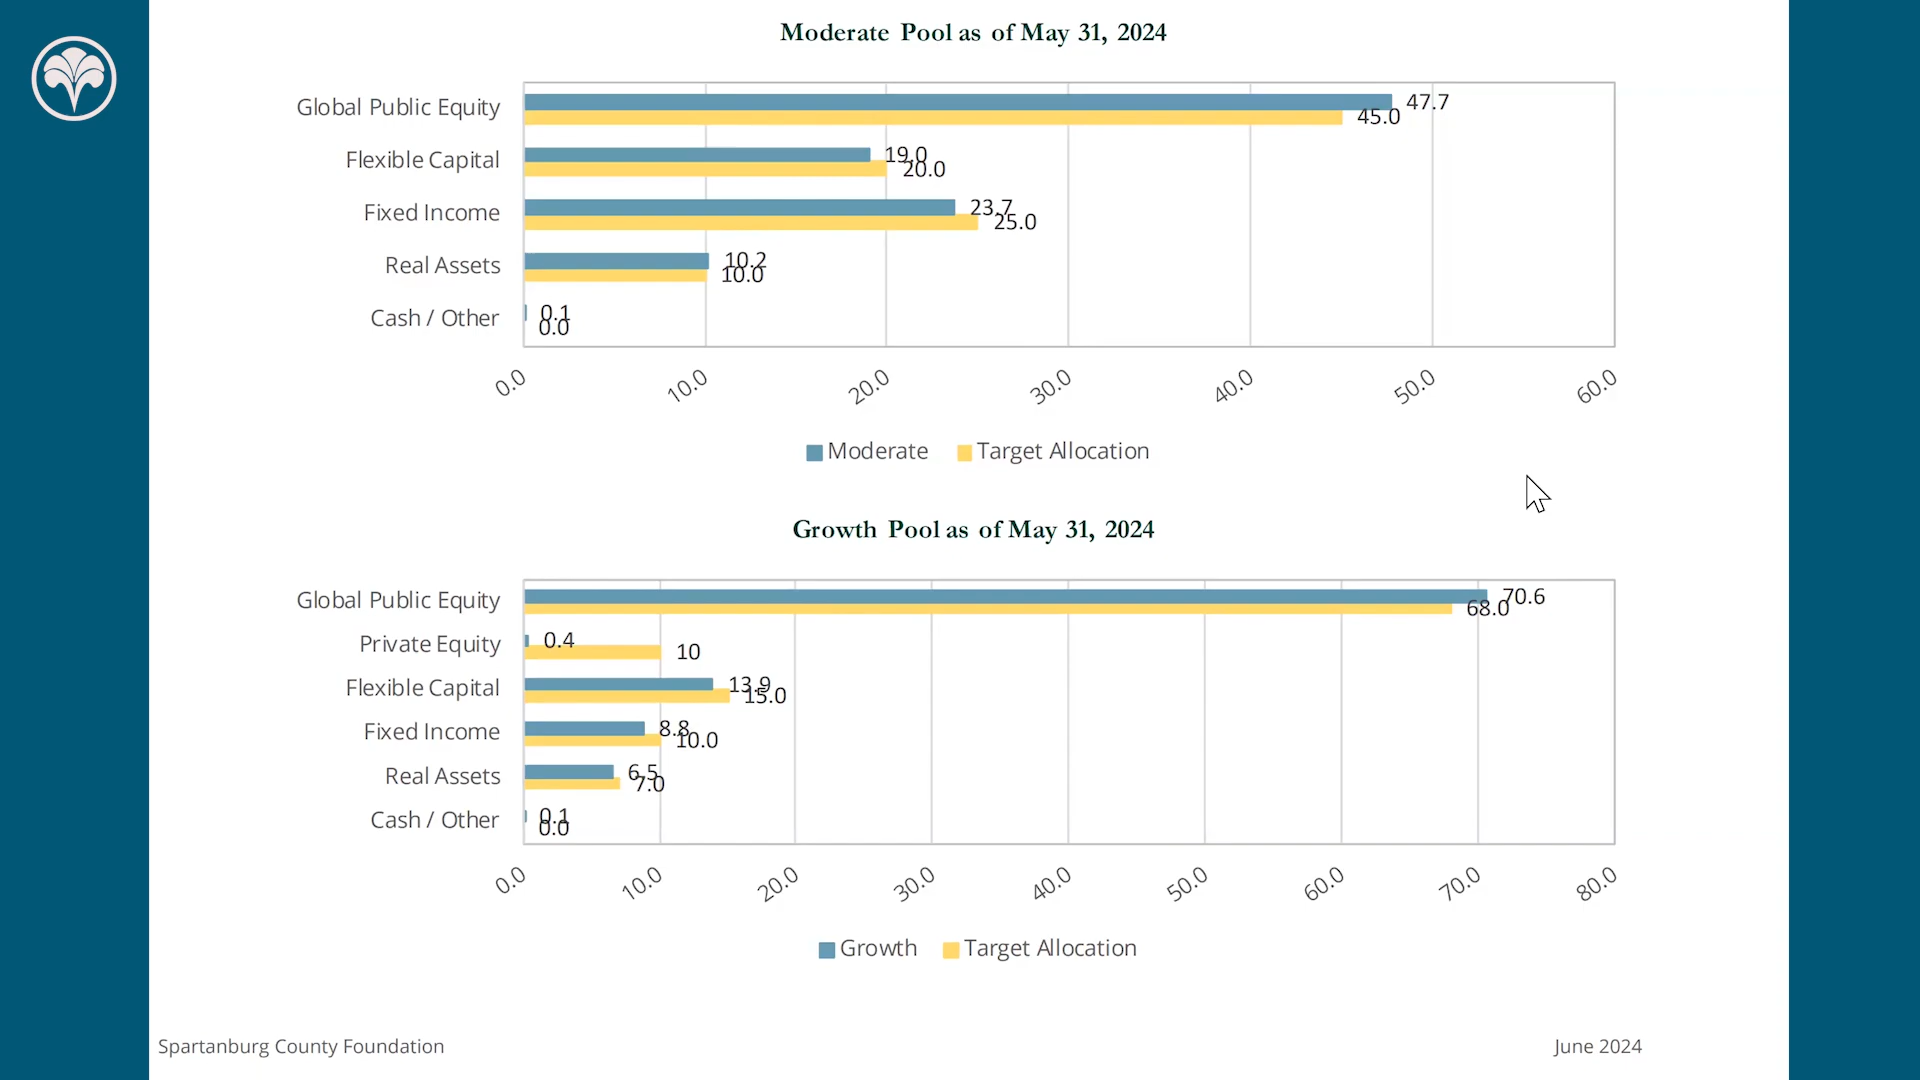 Moderate Pool as of May 31, 2024
Global Public Equity 47.7
45.0
Flexible Capital 19.0
20.0
Fixed Income 23.7
25.0
Real Assets 10.2
10.0
Cash / Other 0.1
0.0
0.0 10.0 20.0 30.0 40.0 50.0 60.0
Moderate Target Allocation
Growth Pool as of May 31, 2024
Global Public Equity 70.6
68.0
Private Equity 0.4
10
Flexible Capital 13.9
15.0
Fixed Income 8.8
10.0
Real Assets 6.5
7.0
Cash / Other 0.1
0.0
0.0 10.0 20.0 30.0 40.0 50.0 60.0 70.0 80.0
Growth Target Allocation
Spartanburg County Foundation June 2024